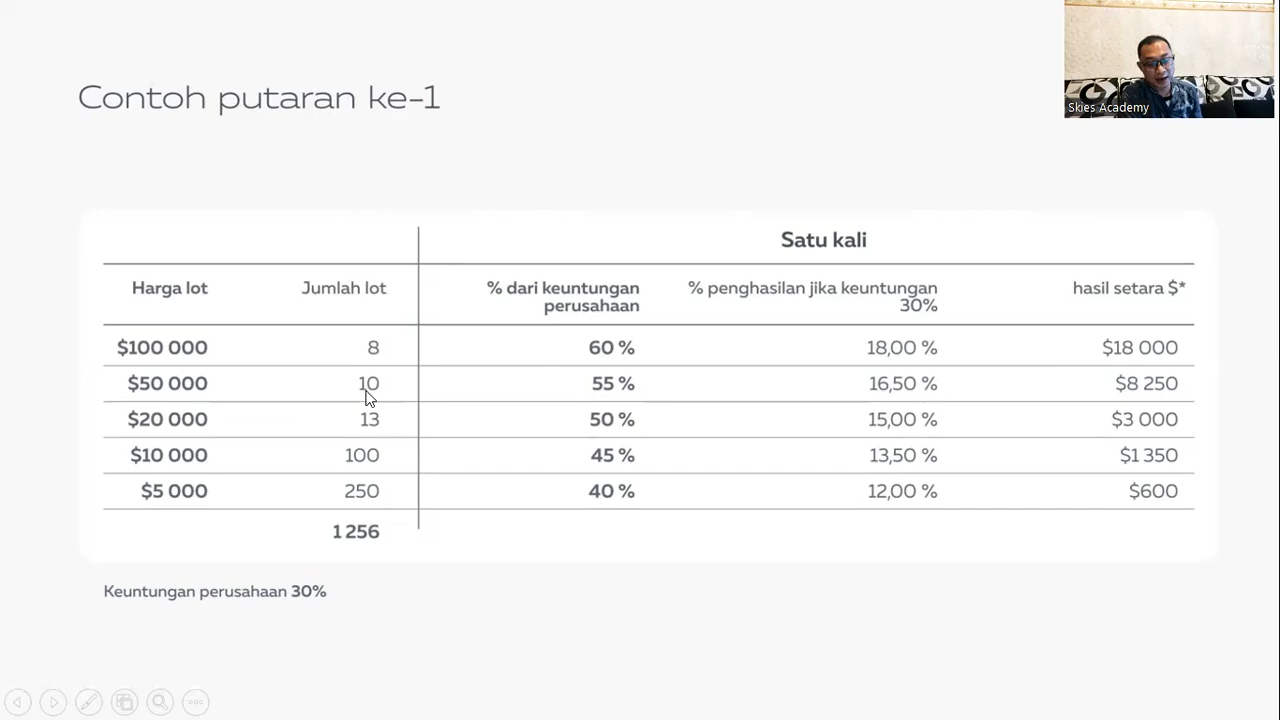 Skies Academy
Contoh putaran ke-1
Satu kali
Harga lot Jumlah lot % dari keuntungan perusahaan % penghasilan jika keuntungan 30% hasil setara $*
$100 000 8 60 % 18,00 % $18 000
$50 000 10 55 % 16,50 % $8 250
$20 000 13 50 % 15,00 % $3 000
$10 000 100 45 % 13,50 % $1 350
$5 000 250 40 % 12,00 % $600
1 256
Keuntungan perusahaan 30%